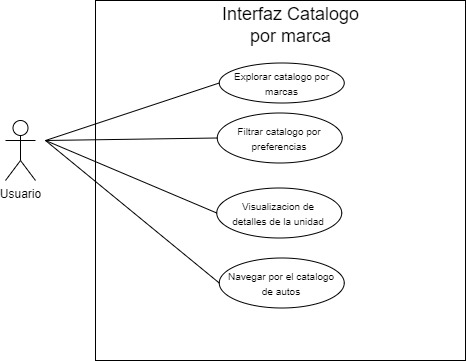 Interfaz Catalogo
por marca
Explorar catalogo por
marcas
Filtrar catalogo por
preferencias
Usuario
Visualizacion de
detalles de la unidad
Navegar por el catalogo
de autos